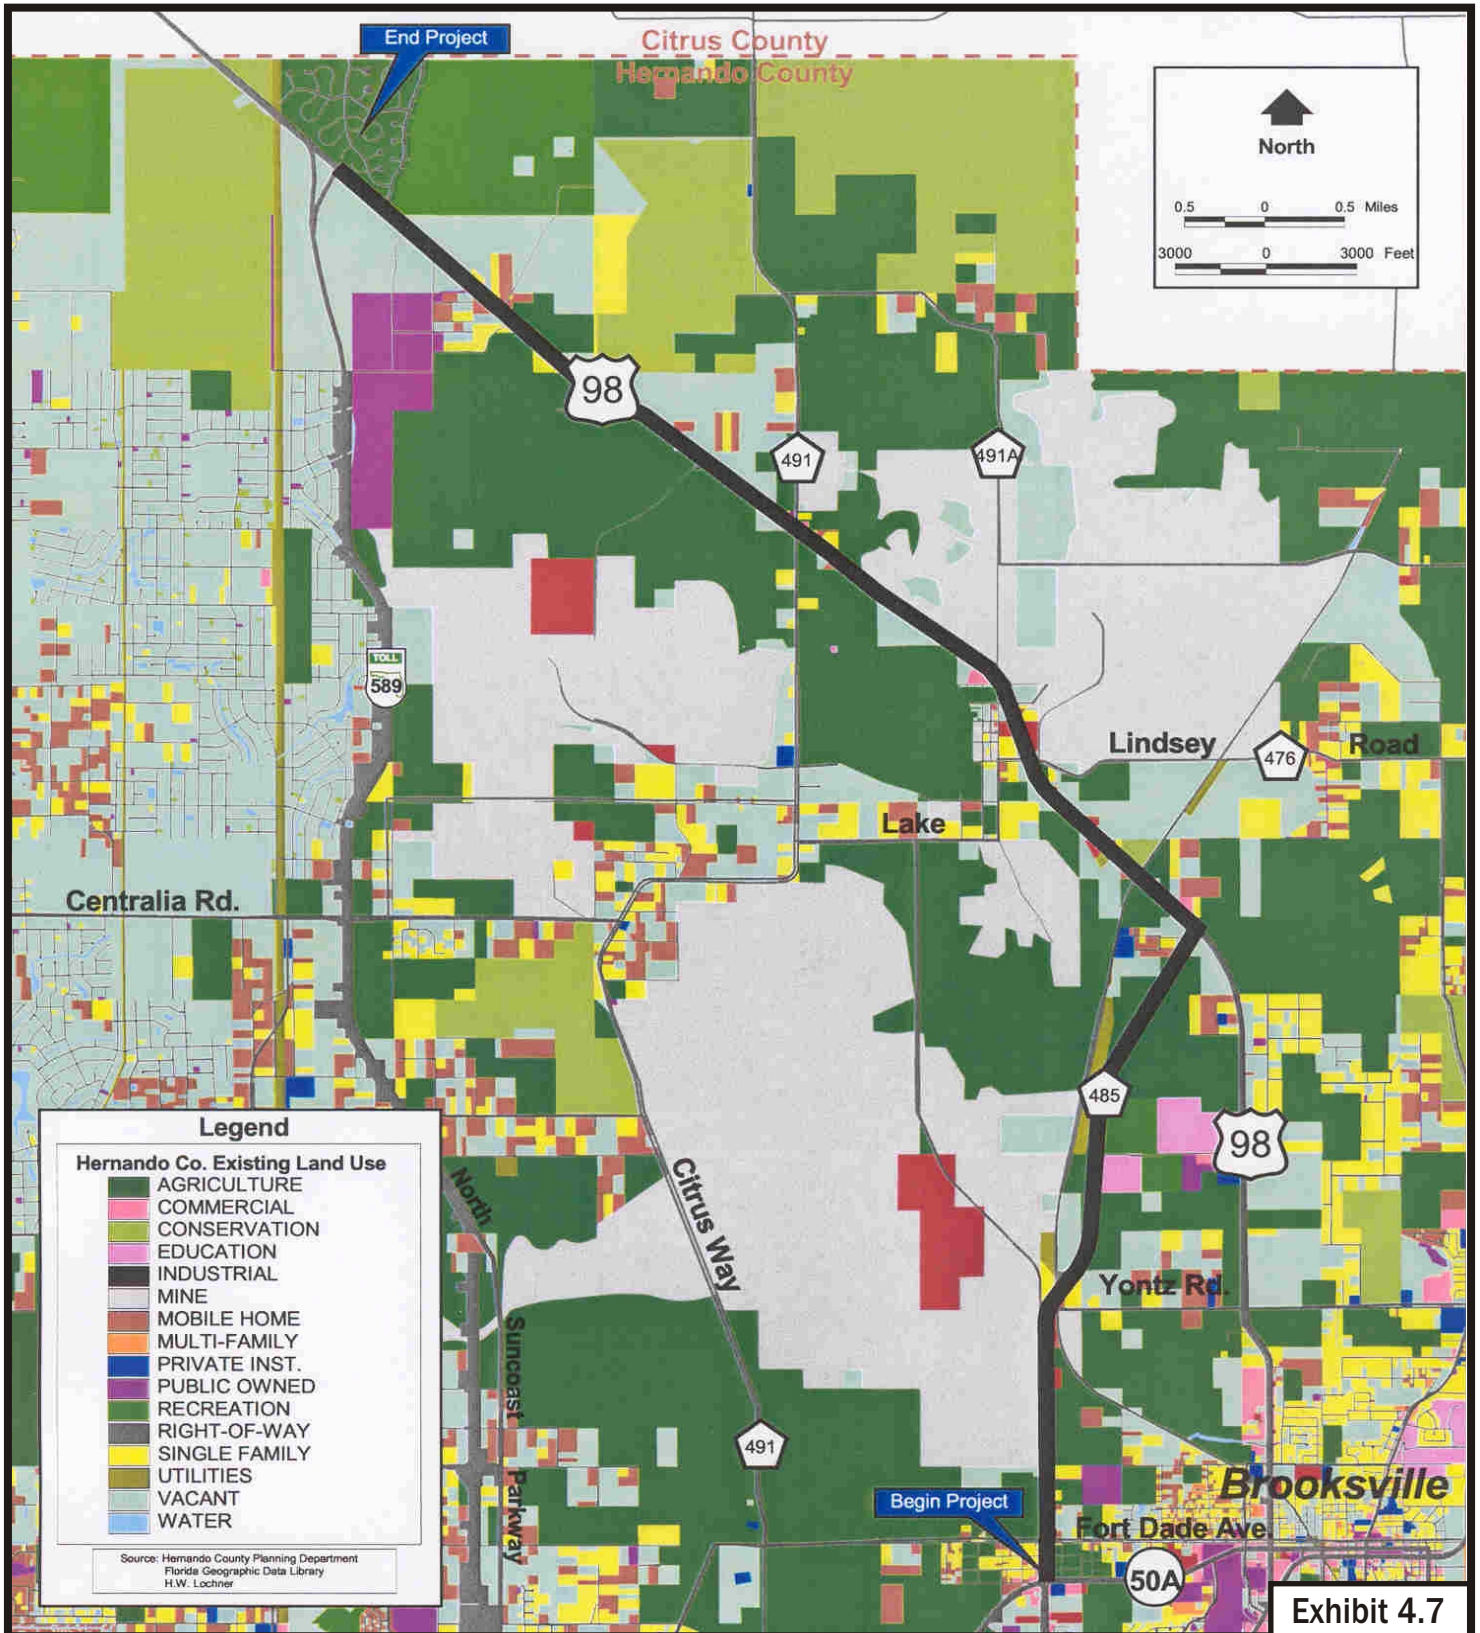 End Project
Citrus County
Hernando County
North
0.5 0 0.5 Miles
3000 0 3000 Feet
98
491
491A
TOLL
589
Lindsey
476
Road
Lake
Centralia Rd.
485
98
Legend
Hernando Co. Existing Land Use
AGRICULTURE
COMMERCIAL
CONSERVATION
EDUCATION
INDUSTRIAL
MINE
MOBILE HOME
MULTI-FAMILY
PRIVATE INST.
PUBLIC OWNED
RECREATION
RIGHT-OF-WAY
SINGLE FAMILY
UTILITIES
VACANT
WATER
Source: Hernando County Planning Department
Florida Geographic Data Library
H.W. Lochner
North
Suncoast
Parkway
Citrus Way
Yontz Rd.
491
Begin Project
Brooksville
Fort Dade Ave.
50A
Exhibit 4.7